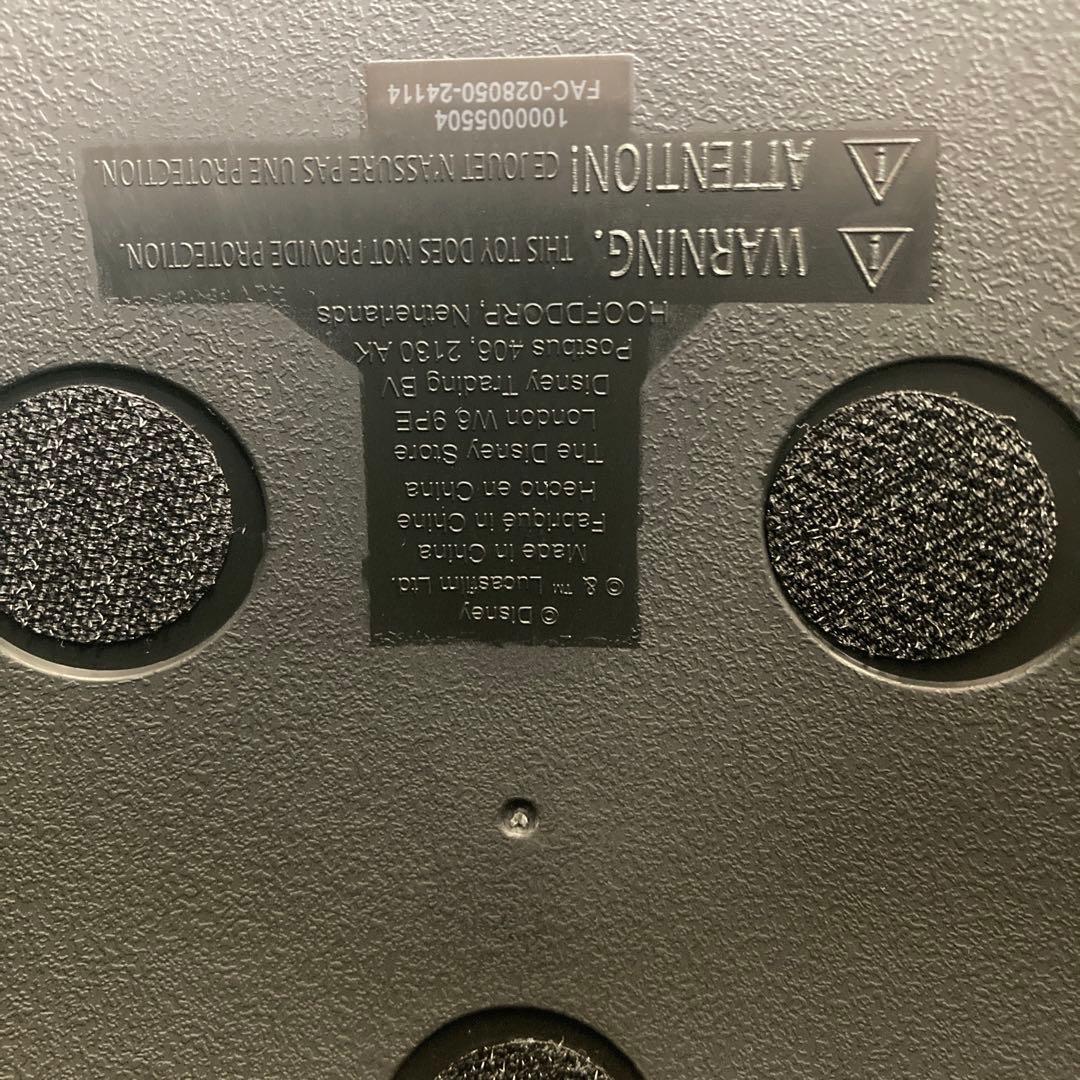 © Disney
© & ™ Lucasfilm Ltd.
Made in China
Fabriqué in Chine
Hecho en China
The Disney Store
London W6 9PE
Disney Trading BV
Postbus 406, 2130 AK
HOOFDDORP, Netherlands
WARNING. THIS TOY DOES NOT PROVIDE PROTECTION.
ATTENTION! CE JOUET N'ASSURE PAS UNE PROTECTION.
1000005504
FAC-028050-24114